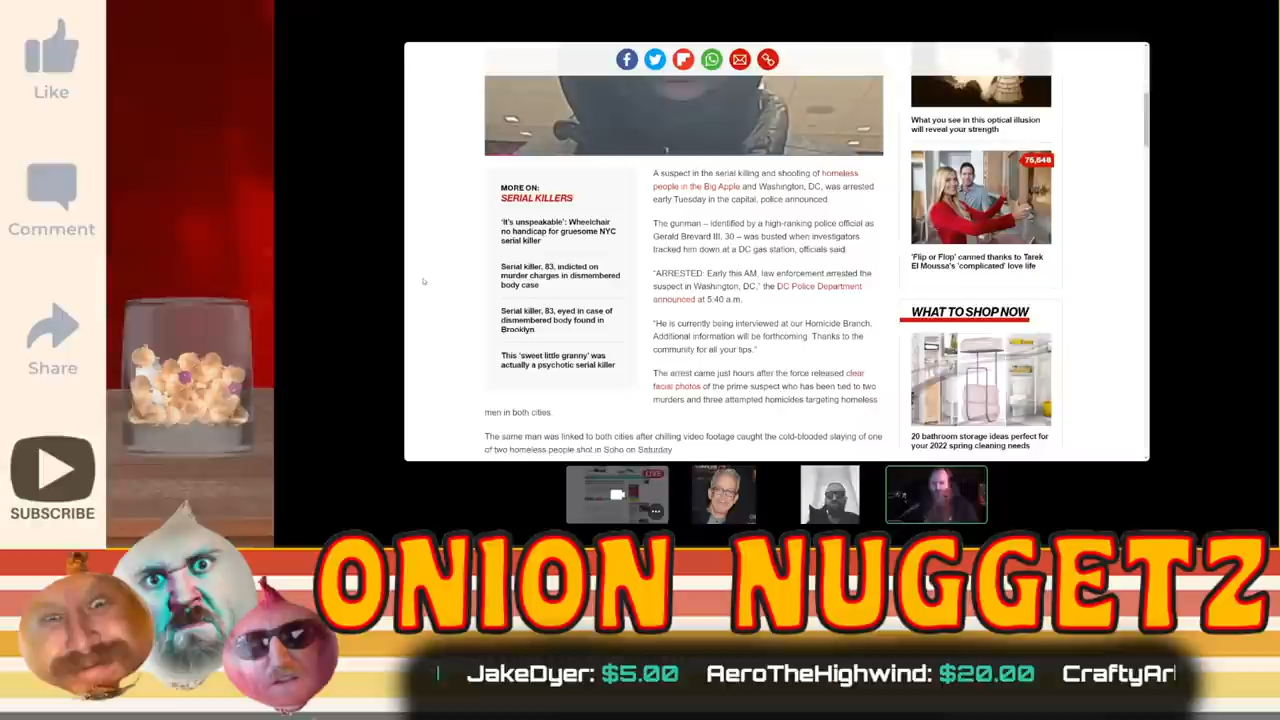 Like
Comment
Share
SUBSCRIBE
MORE ON:
SERIAL KILLERS
'It's unspeakable': Wheelchair
no handicap for gruesome NYC
serial killer
Serial killer, 83, indicted on
murder charges in dismembered
body case
Serial killer, 83, eyed in case of
dismembered body found in
Brooklyn
This 'sweet little granny' was
actually a psychotic serial killer
A suspect in the serial killing and shooting of homeless
people in the Big Apple and Washington, DC, was arrested
early Tuesday in the capital, police announced.
The gunman – identified by a high-ranking police official as
Gerald Brevard III, 30 – was busted when investigators
tracked him down at a DC gas station, officials said.
"ARRESTED: Early this AM, law enforcement arrested the
suspect in Washington, DC," the DC Police Department
announced at 5:40 a.m.
"He is currently being interviewed at our Homicide Branch.
Additional information will be forthcoming. Thanks to the
community for all your tips."
The arrest came just hours after the force released clear
facial photos of the prime suspect who has been tied to two
murders and three attempted homicides targeting homeless
men in both cities.
The same man was linked to both cities after chilling video footage caught the cold-blooded slaying of one
of two homeless people shot in Soho on Saturday
What you see in this optical illusion
will reveal your strength
75,648
'Flip or Flop' canned thanks to Tarek
El Moussa's 'complicated' love life
WHAT TO SHOP NOW
20 bathroom storage ideas perfect for
your 2022 spring cleaning needs
LIVE
ONION NUGGETZ
JakeDyer: $5.00 AeroTheHighwind: $20.00 CraftyAr